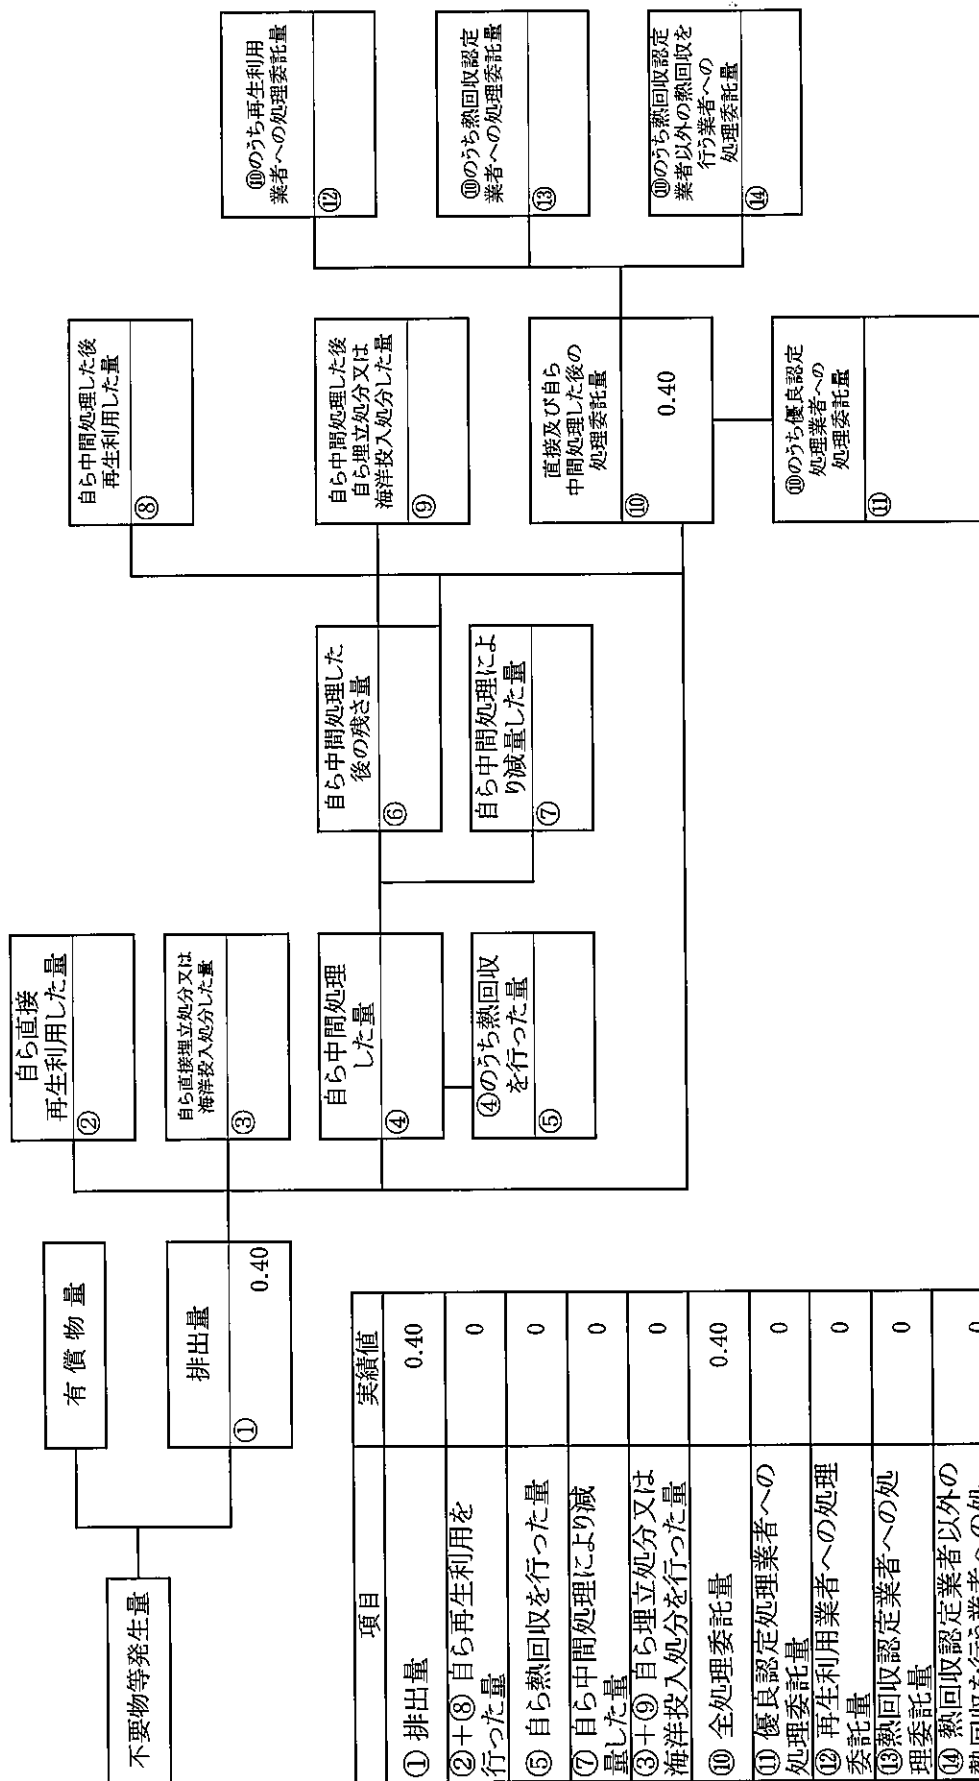 不要物等発生量
有償物量
排出量
①
0.40
自ら直接
再生利用した量
②
自ら直接埋立処分又は
海洋投入処分した量
③
自ら中間処理
した量
④
④のうち熱回収
を行った量
⑤
自ら中間処理した
後の残さ量
⑥
自ら中間処理によ
り減量した量
⑦
自ら中間処理した後
再生利用した量
⑧
自ら中間処理した後
自ら埋立処分又は
海洋投入処分した量
⑨
直接及び自ら
中間処理した後の
処理委託量
⑩
0.40
⑩のうち優良認定
処理業者への
処理委託量
⑪
⑩のうち再生利用
業者への処理委託量
⑫
⑩のうち熱回収認定
業者への処理委託量
⑬
⑩のうち熱回収認定
業者以外の熱回収を
行う業者への
処理委託量
⑭
項目 実績値
① 排出量 0.40
②+⑧ 自ら再生利用を
行った量 0
⑤ 自ら熱回収を行った量 0
⑦ 自ら中間処理により減
量した量 0
③+⑨ 自ら埋立処分又は
海洋投入処分を行った量 0
⑩ 全処理委託量 0.40
⑪ 優良認定処理業者への
処理委託量 0
⑫ 再生利用業者への処理
委託量 0
⑬熱回収認定業者への処
理委託量 0
⑭ 熱回収認定業者以外の
熱回収を行う業者への処 0